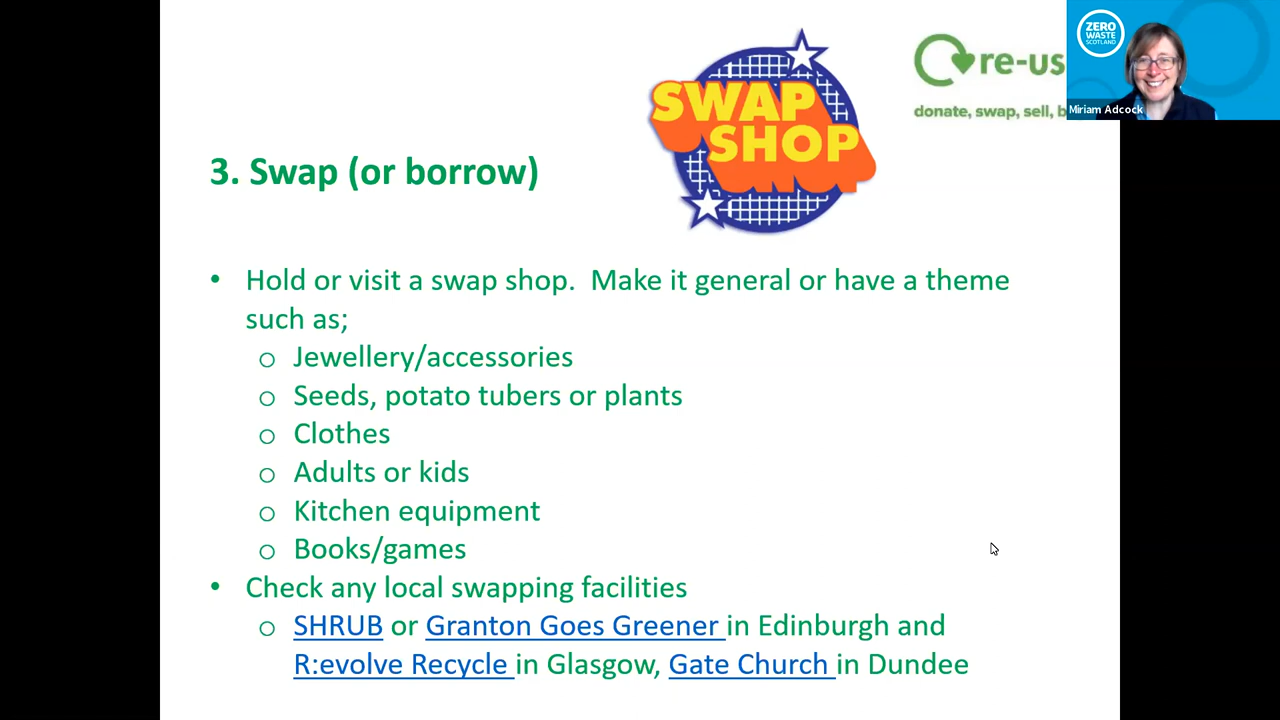 ZERO
WASTE
SCOTLAND
Miriam Adcock
re-us
donate, swap, sell, b
SWAP
SHOP
3. Swap (or borrow)
• Hold or visit a swap shop.  Make it general or have a theme
such as;
o Jewellery/accessories
o Seeds, potato tubers or plants
o Clothes
o Adults or kids
o Kitchen equipment
o Books/games
• Check any local swapping facilities
o SHRUB or Granton Goes Greener in Edinburgh and
R:evolve Recycle in Glasgow, Gate Church in Dundee